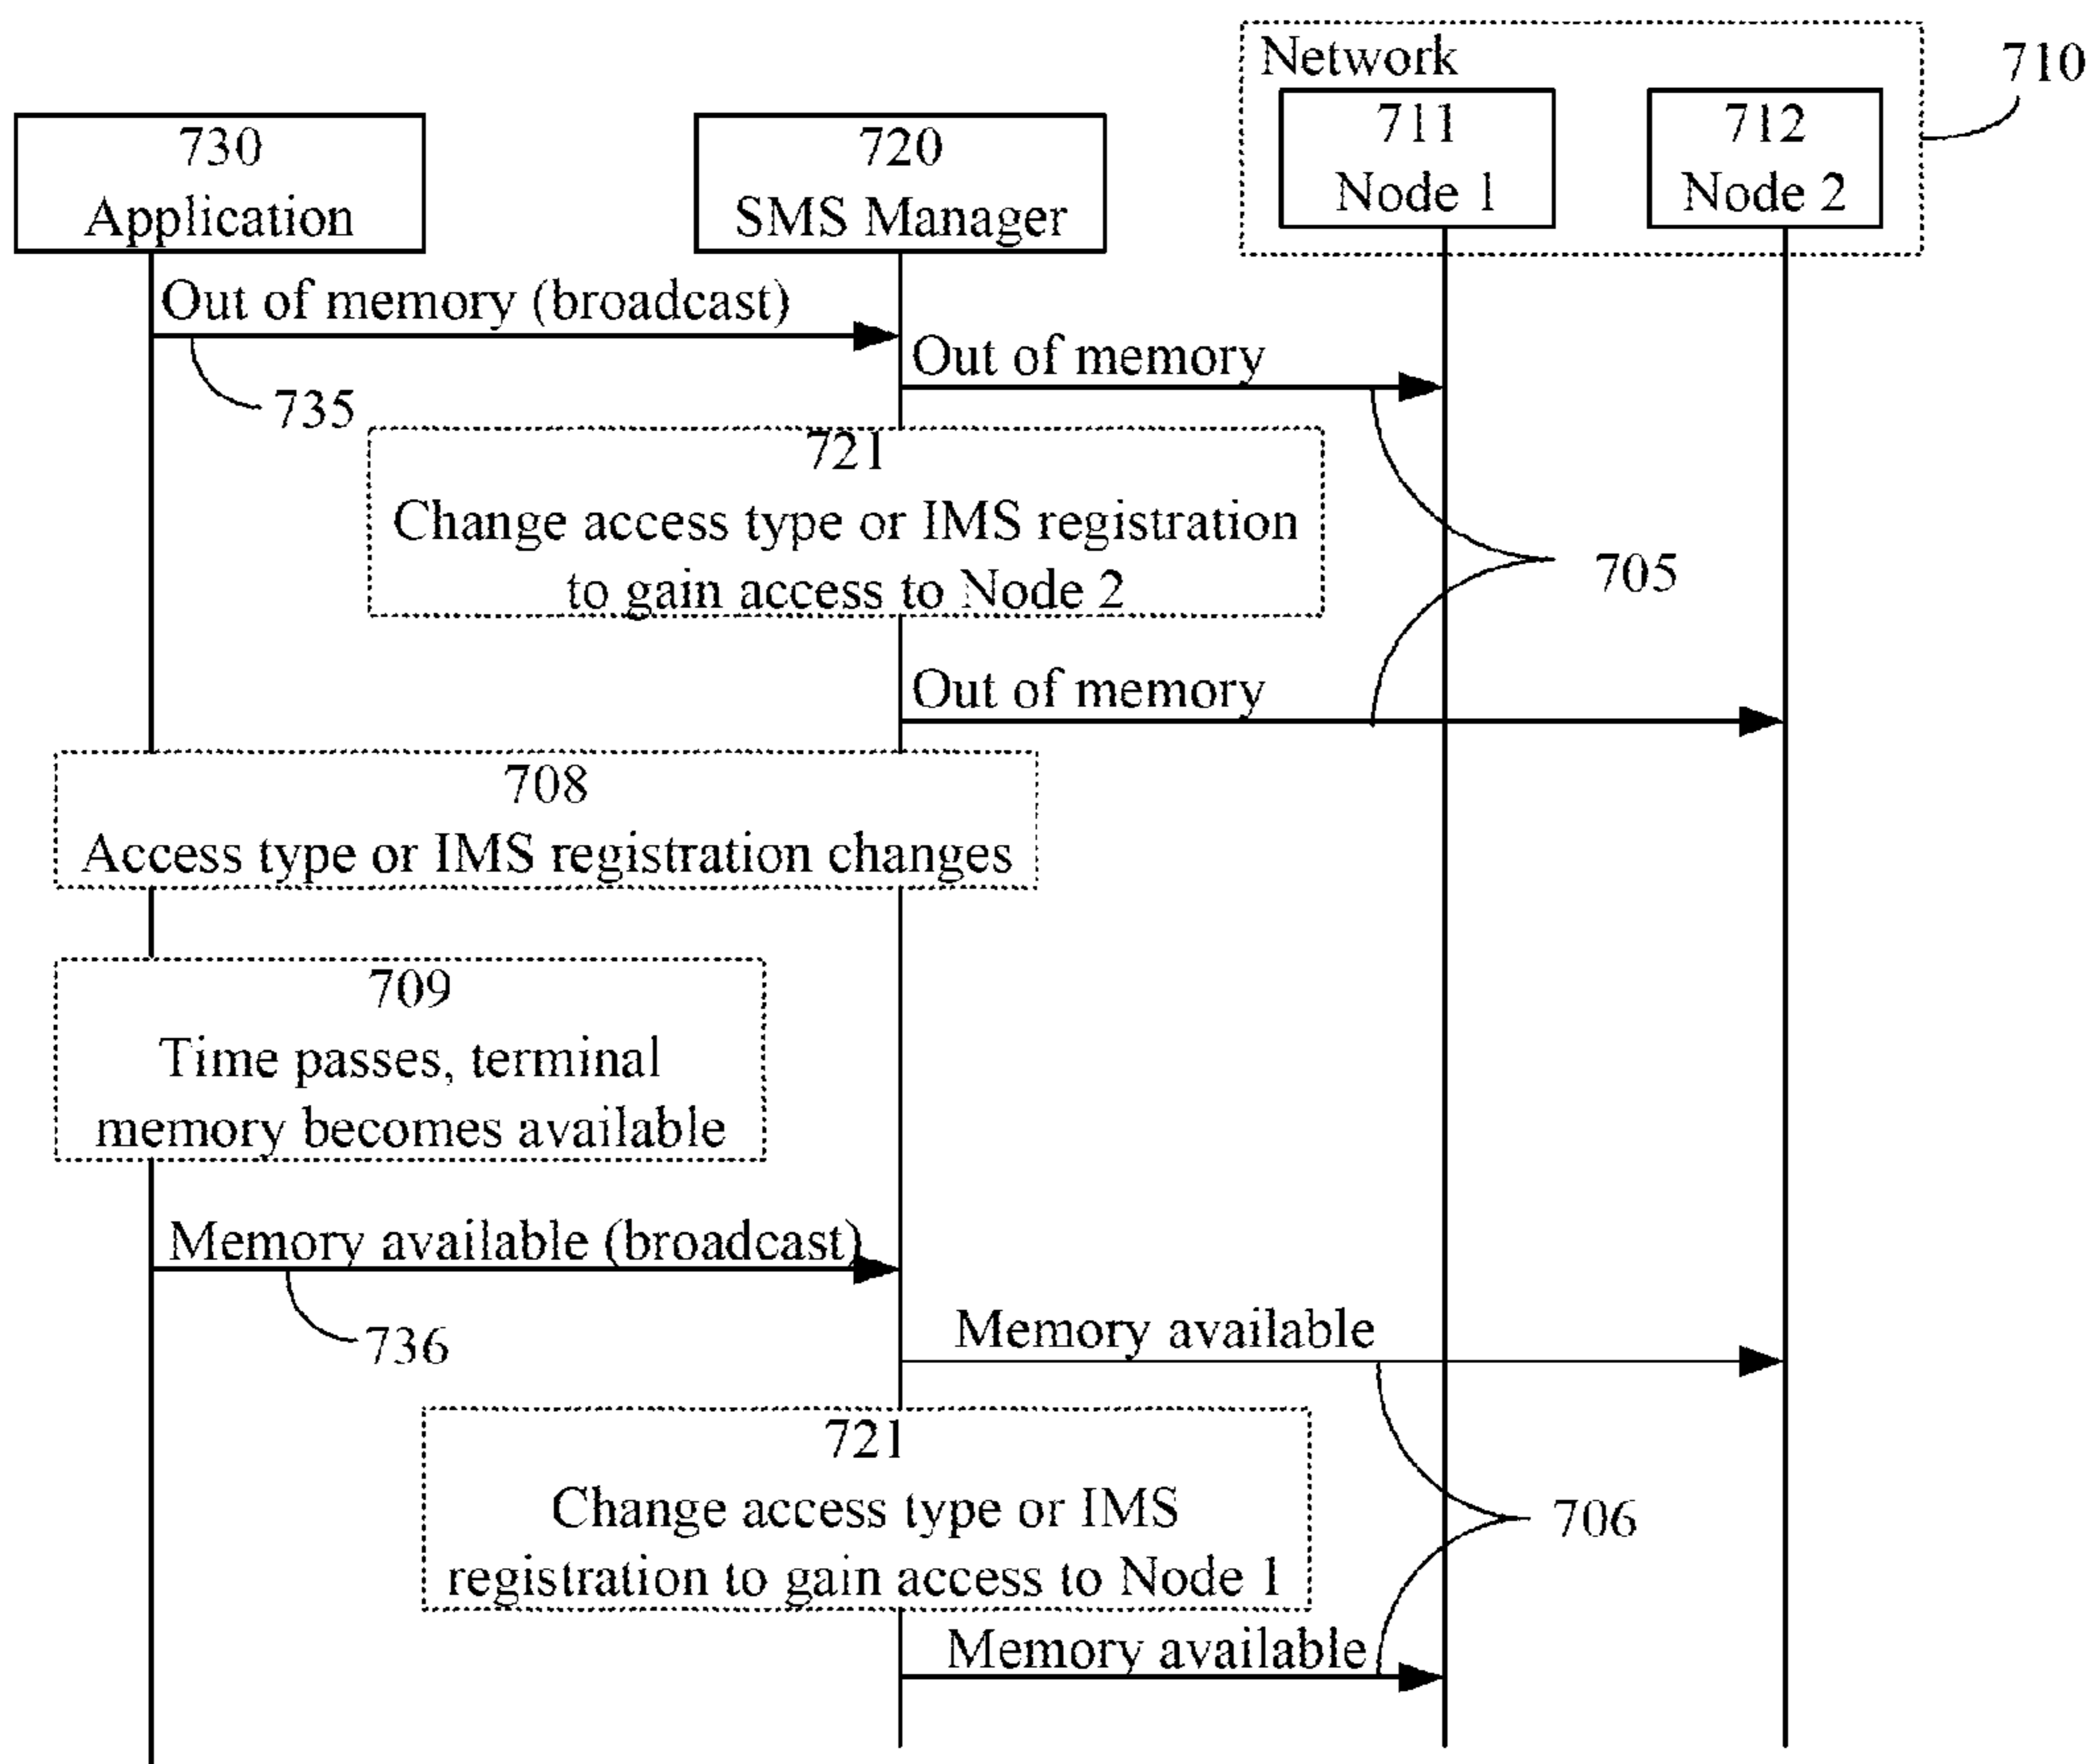 Network
710
730
Application
720
SMS Manager
711
Node 1
712
Node 2
Out of memory (broadcast)
735
Out of memory
721
Change access type or IMS registration
to gain access to Node 2
705
Out of memory
708
Access type or IMS registration changes
709
Time passes, terminal
memory becomes available
Memory available (broadcast)
736
Memory available
721
Change access type or IMS
registration to gain access to Node 1
706
Memory available